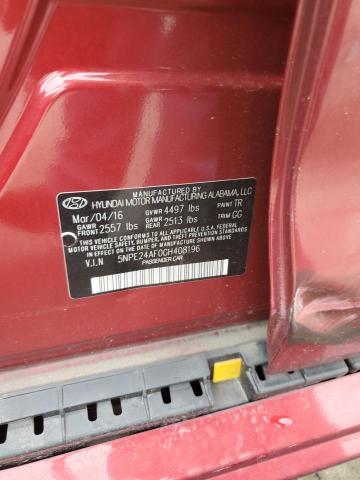 MANUFACTURED BY
HYUNDAI MOTOR MANUFACTURING ALABAMA, LLC
Mar/04/16 GVWR 4497 lbs PAINT TR
GAWR FRONT 2557 lbs GAWR REAR 2513 lbs TRIM GG
THIS VEHICLE CONFORMS TO ALL APPLICABLE U.S.A. FEDERAL
MOTOR VEHICLE SAFETY, BUMPER, AND THEFT PREVENTION
STANDARDS IN EFFECT ON THE DATE OF MANUFACTURE SHOWN ABOVE.
V.I.N 5NPE24AF0GH408196
PASSENGER CAR